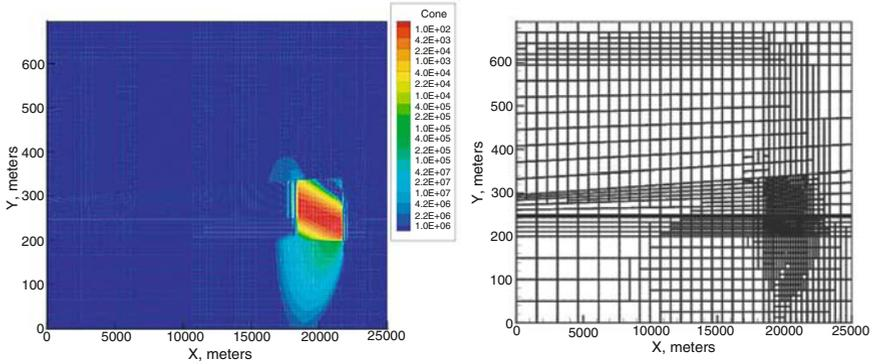 Cone
1.0E+02
4.2E+03
2.2E+04
1.0E+03
4.0E+04
2.2E+04
1.0E+04
4.0E+05
2.2E+05
1.0E+05
4.0E+05
2.2E+05
1.0E+05
4.2E+07
2.2E+07
1.0E+07
4.2E+06
2.2E+06
1.0E+06
Y, meters
600
500
400
300
200
100
0
0 5000 10000 15000 20000 25000
X, meters
Y, meters
600
500
400
300
200
100
0
0 5000 10000 15000 20000 25000
X, meters